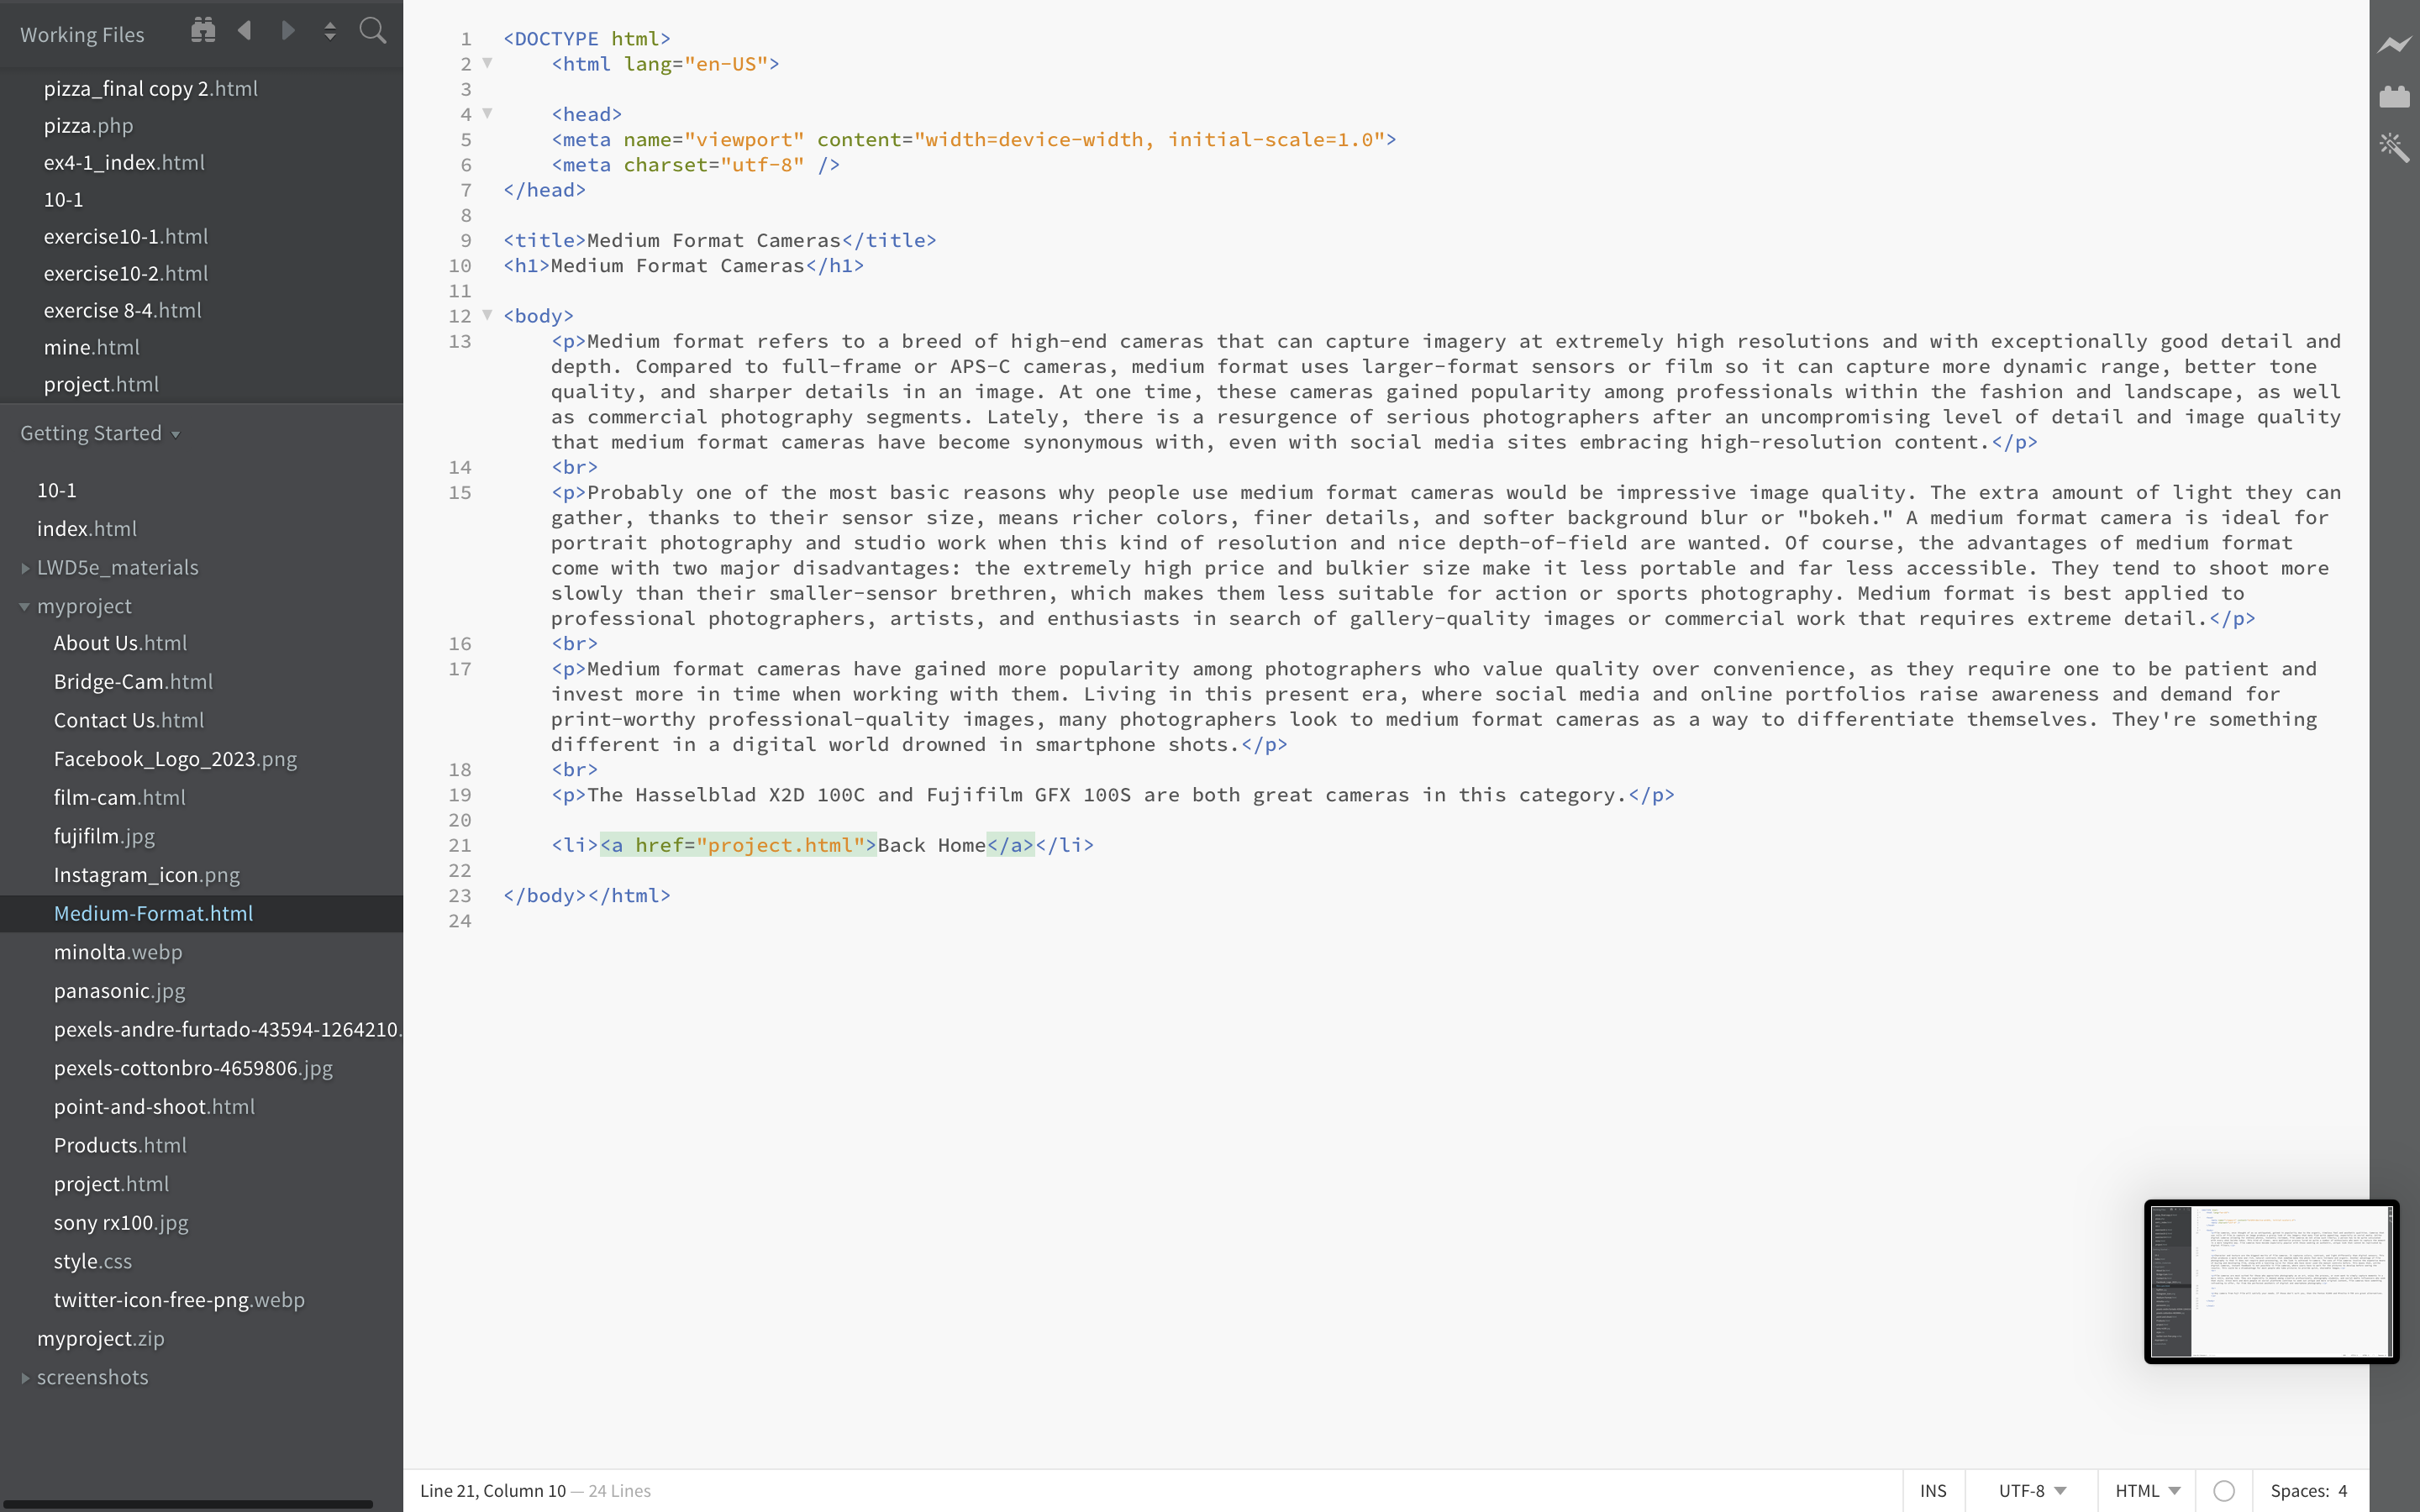 Working Files
pizza_final copy 2.html
pizza.php
ex4-1_index.html
10-1
exercise10-1.html
exercise10-2.html
exercise 8-4.html
mine.html
project.html
Getting Started
10-1
index.html
LWD5e_materials
myproject
About Us.html
Bridge-Cam.html
Contact Us.html
Facebook_Logo_2023.png
film-cam.html
fujifilm.jpg
Instagram_icon.png
Medium-Format.html
minolta.webp
panasonic.jpg
pexels-andre-furtado-43594-1264210.
pexels-cottonbro-4659806.jpg
point-and-shoot.html
Products.html
project.html
sony rx100.jpg
style.css
twitter-icon-free-png.webp
myproject.zip
screenshots
1 <DOCTYPE html>
2 <html lang="en-US">
3
4 <head>
5 <meta name="viewport" content="width=device-width, initial-scale=1.0">
6 <meta charset="utf-8" />
7 </head>
8
9 <title>Medium Format Cameras</title>
10 <h1>Medium Format Cameras</h1>
11
12 <body>
13 <p>Medium format refers to a breed of high-end cameras that can capture imagery at extremely high resolutions and with exceptionally good detail and
depth. Compared to full-frame or APS-C cameras, medium format uses larger-format sensors or film so it can capture more dynamic range, better tone
quality, and sharper details in an image. At one time, these cameras gained popularity among professionals within the fashion and landscape, as well
as commercial photography segments. Lately, there is a resurgence of serious photographers after an uncompromising level of detail and image quality
that medium format cameras have become synonymous with, even with social media sites embracing high-resolution content.</p>
14 <br>
15 <p>Probably one of the most basic reasons why people use medium format cameras would be impressive image quality. The extra amount of light they can
gather, thanks to their sensor size, means richer colors, finer details, and softer background blur or "bokeh." A medium format camera is ideal for
portrait photography and studio work when this kind of resolution and nice depth-of-field are wanted. Of course, the advantages of medium format
come with two major disadvantages: the extremely high price and bulkier size make it less portable and far less accessible. They tend to shoot more
slowly than their smaller-sensor brethren, which makes them less suitable for action or sports photography. Medium format is best applied to
professional photographers, artists, and enthusiasts in search of gallery-quality images or commercial work that requires extreme detail.</p>
16 <br>
17 <p>Medium format cameras have gained more popularity among photographers who value quality over convenience, as they require one to be patient and
invest more in time when working with them. Living in this present era, where social media and online portfolios raise awareness and demand for
print-worthy professional-quality images, many photographers look to medium format cameras as a way to differentiate themselves. They're something
different in a digital world drowned in smartphone shots.</p>
18 <br>
19 <p>The Hasselblad X2D 100C and Fujifilm GFX 100S are both great cameras in this category.</p>
20
21 <li><a href="project.html">Back Home</a></li>
22
23 </body></html>
24
Line 21, Column 10 — 24 Lines
INS UTF-8 HTML Spaces: 4